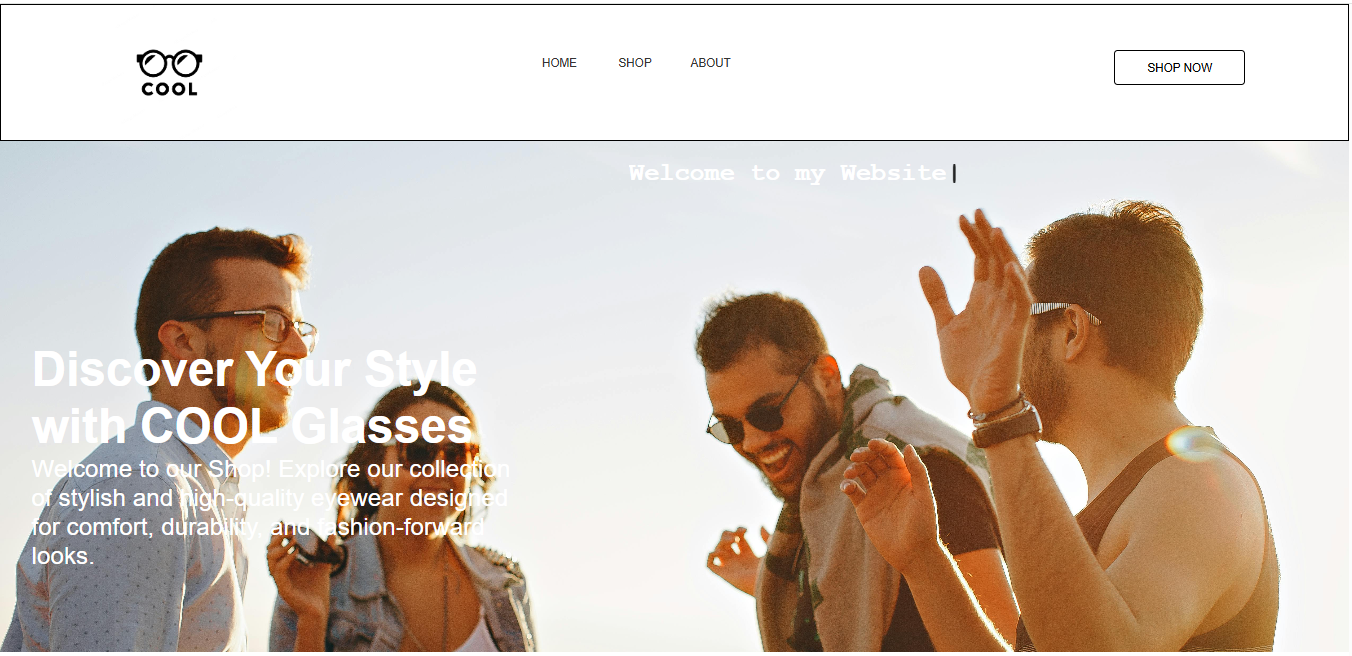 COOL
HOME SHOP ABOUT
SHOP NOW
Welcome to my Website|
Discover Your Style
with COOL Glasses
Welcome to our Shop! Explore our collection
of stylish and high-quality eyewear designed
for comfort, durability, and fashion-forward
looks.